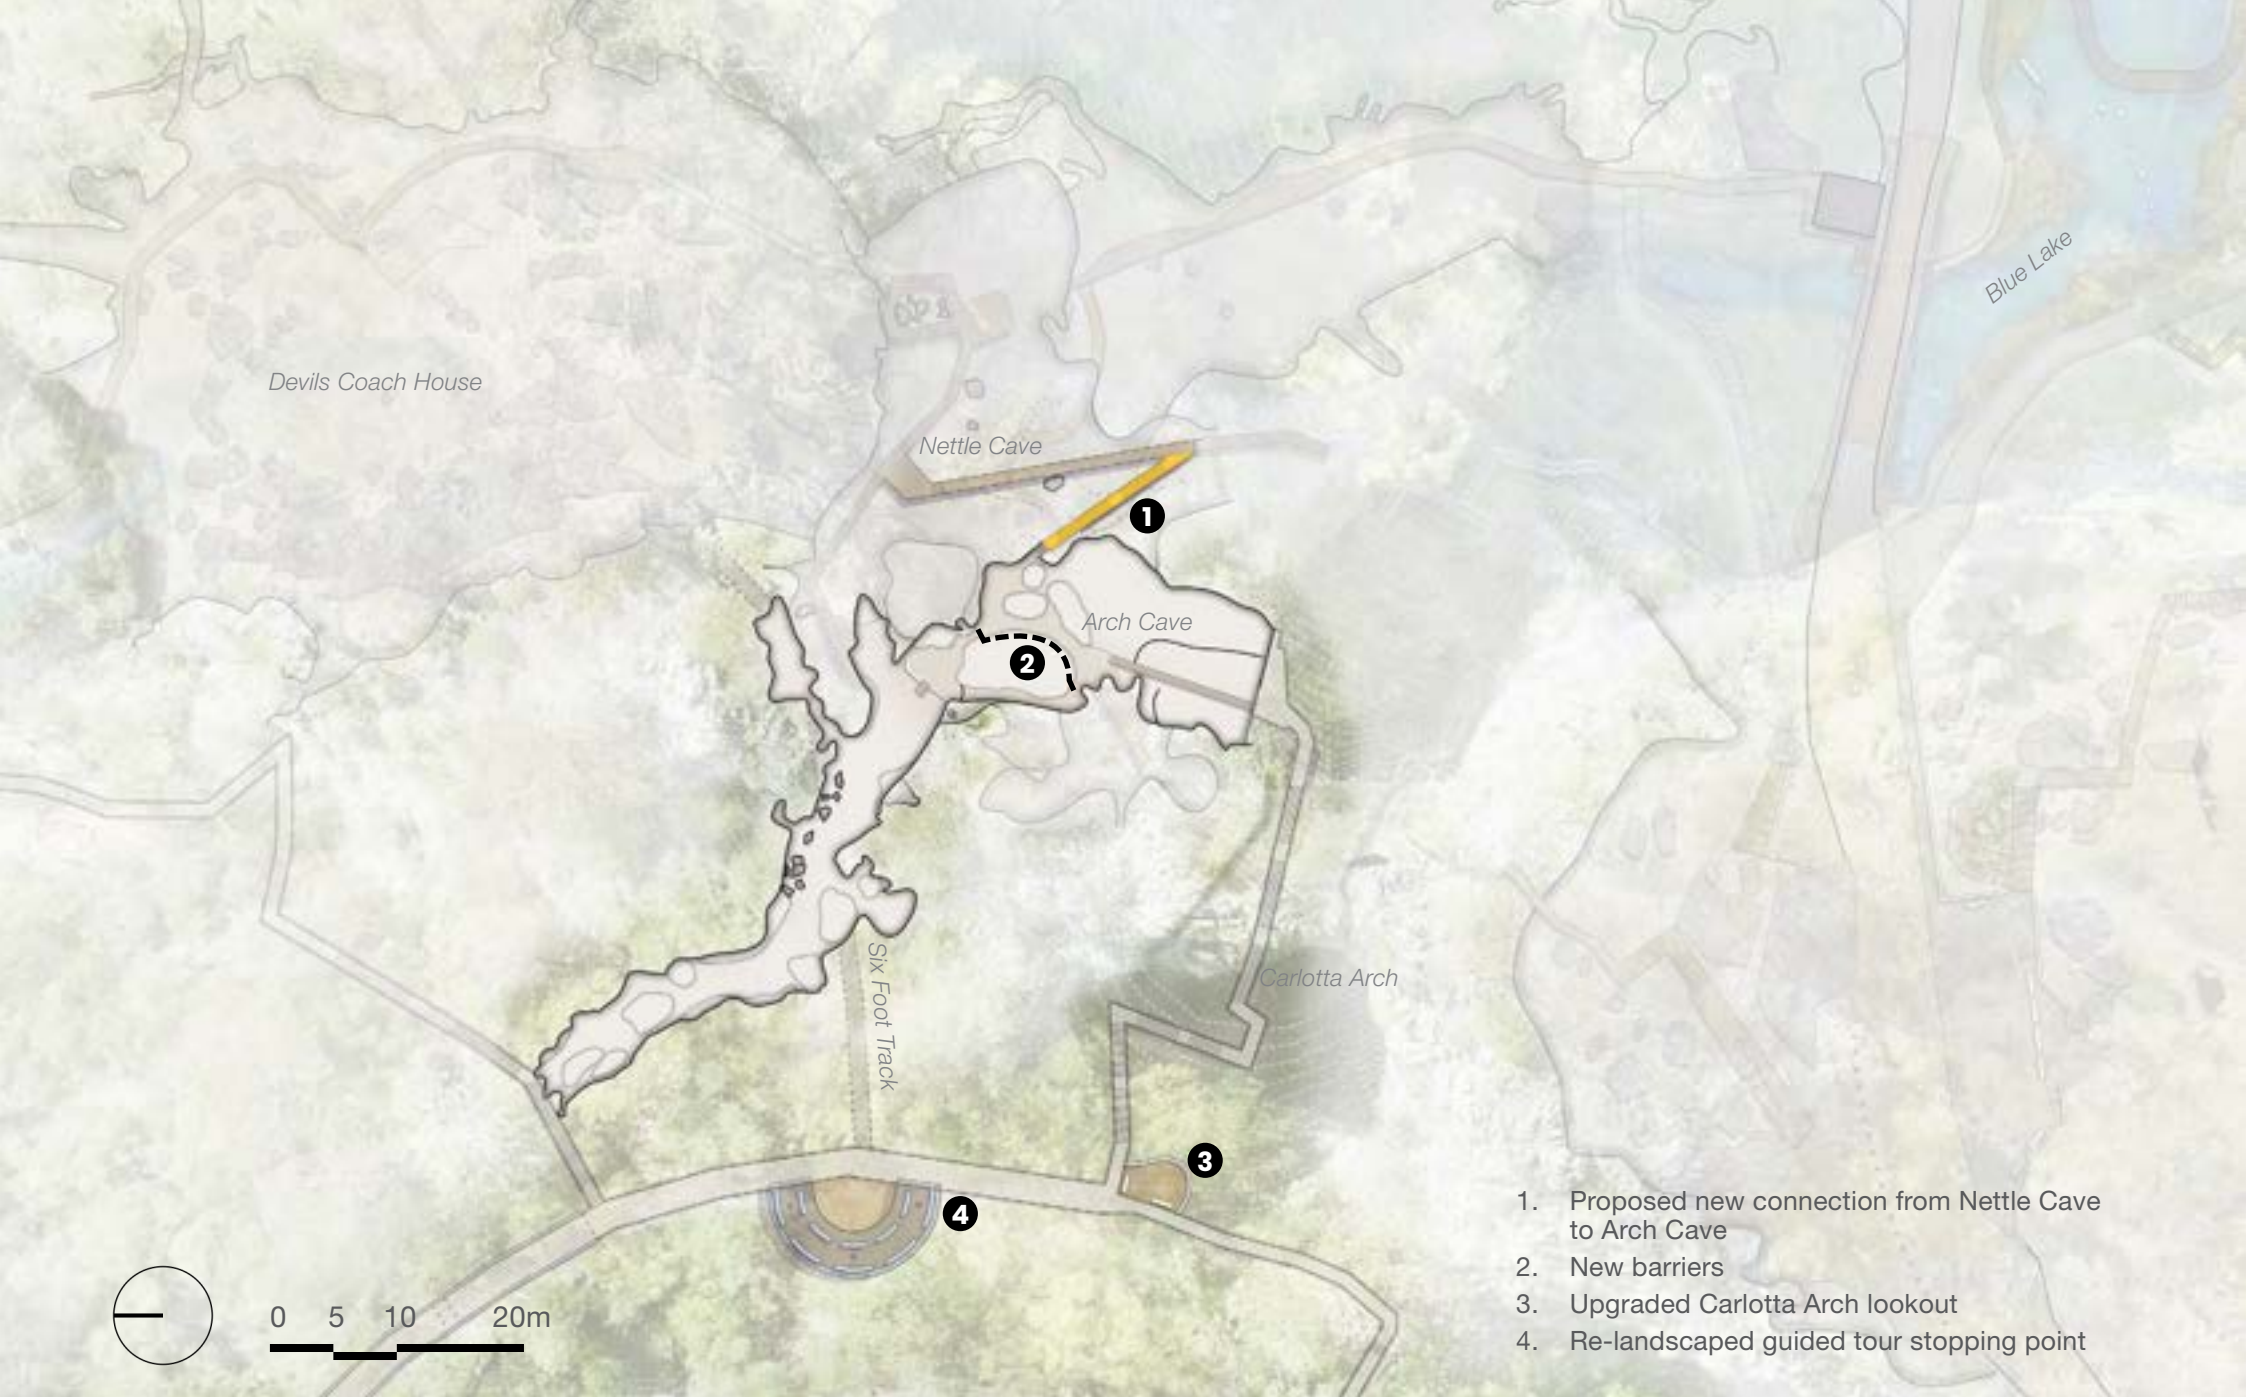 Blue Lake
Devils Coach House
Nettle Cave
1
Arch Cave
2
Six Foot Track
Carlotta Arch
3
4
1. Proposed new connection from Nettle Cave
to Arch Cave
2. New barriers
3. Upgraded Carlotta Arch lookout
4. Re-landscaped guided tour stopping point
0 5 10 20m